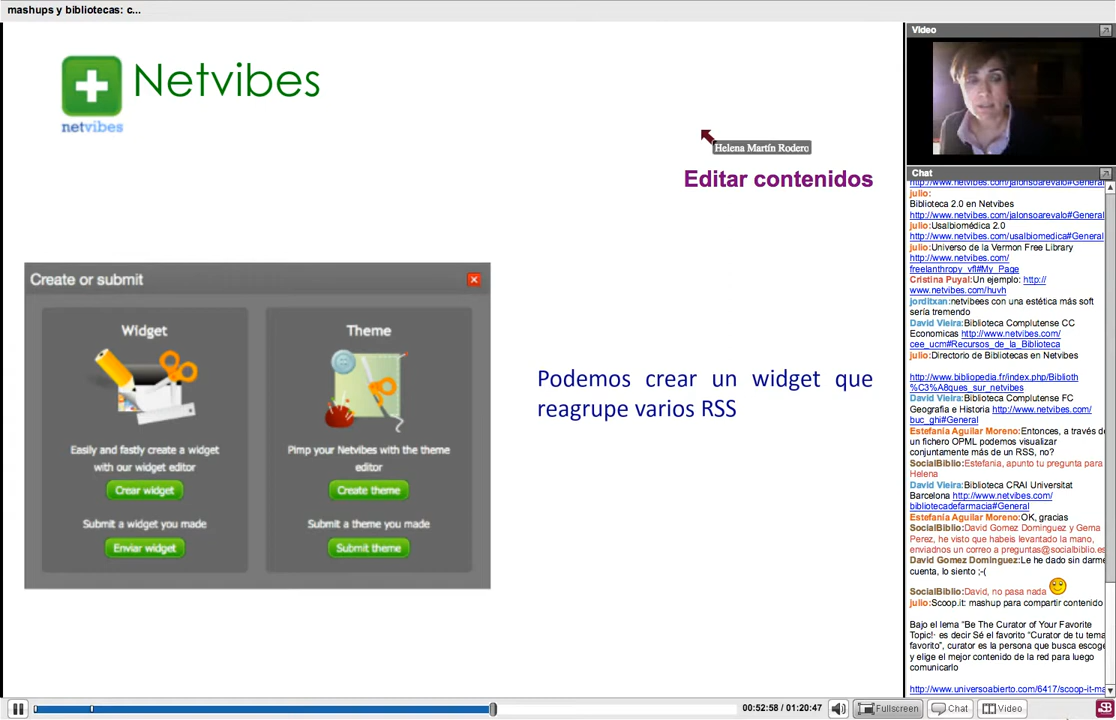 mashups y bibliotecas: c...
Netvibes
netvibes
Helena Martín Rodero
Editar contenidos
Create or submit
Widget
Easily and fastly create a widget
with our widget editor
Crear widget
Submit a widget you made
Enviar widget
Theme
Pimp your Netvibes with the theme
editor
Create theme
Submit a theme you made
Submit theme
Podemos crear un widget que
reagrupe varios RSS
Video
Chat
http://www.netvibes.com/jalonsoarevalo#General
julio:
Biblioteca 2.0 en Netvibes
http://www.netvibes.com/jalonsoarevalo#General
julio:Usalbiomédica 2.0
http://www.netvibes.com/usalbiomedica#General
julio:Universo de la Vermon Free Library
http://www.netvibes.com/
freelanthropy_vfl#My_Page
Cristina Puyal:Un ejemplo: http://
www.netvibes.com/huvh
jorditxan:netvibees con una estética más soft
sería tremendo
David Vieira:Biblioteca Complutense CC
Economicas http://www.netvibes.com/
cee_ucm#Recursos_de_la_Biblioteca
julio:Directorio de Bibliotecas en Netvibes
http://www.bibliopedia.fr/index.php/Biblioth
%C3%A8ques_sur_netvibes
David Vieira:Biblioteca Complutense FC
Geografia e Historia http://www.netvibes.com/
buc_ghi#General
Estefanía Aguilar Moreno:Entonces, a través de
un fichero OPML podemos visualizar
conjuntamente más de un RSS, no?
SocialBiblio:Estefania, apunto tu pregunta para
Helena
David Vieira:Biblioteca CRAI Universitat
Barcelona http://www.netvibes.com/
bibliotecadefarmacia#General
Estefanía Aguilar Moreno:OK, gracias
SocialBiblio:David Gomez Dominguez y Gema
Perez, he visto que habeis levantado la mano,
enviadnos un correo a preguntas@socialbiblio.es
David Gomez Dominguez:Le he dado sin darme
cuenta, lo siento ;-(
SocialBiblio:David, no pasa nada
julio:Scoop.it: mashup para compartir contenido
Bajo el lema "Be The Curator of Your Favorite
Topic!· es decir Sé el favorito "Curador de tu tema
favorito", curator es la persona que busca escoge
y elige el mejor contenido de la red para luego
comunicarlo
http://www.universoabierto.com/6417/scoop-it-ma
00:52:58 / 01:20:47
Fullscreen
Chat
Video
SB